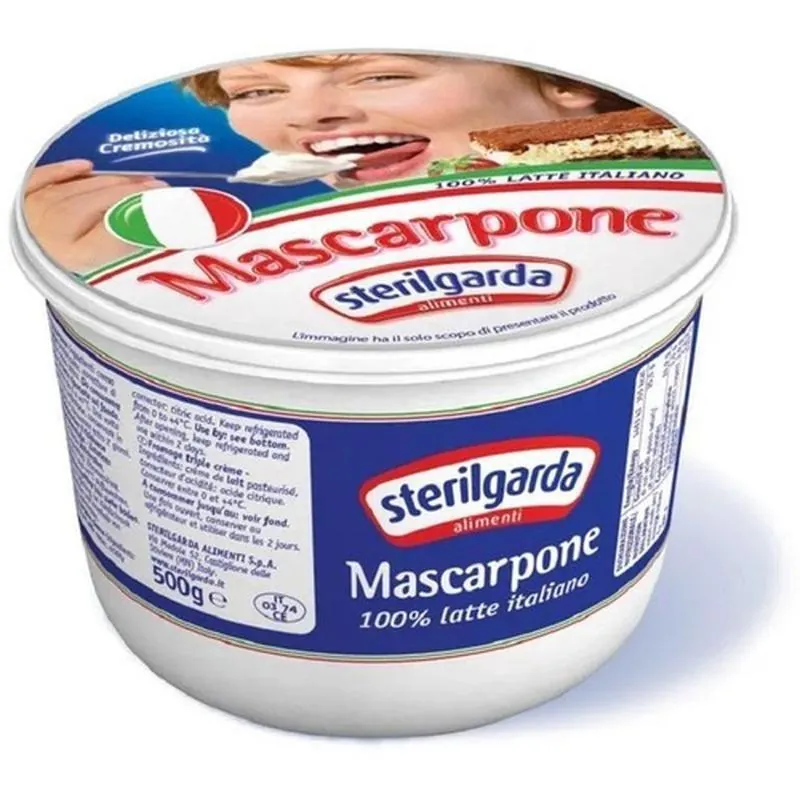 Deliziosa
Cremosità
100% LATTE ITALIANO
Mascarpone
sterilgarda
alimenti
L'immagine ha il solo scopo di presentare il prodotto
corrector: citric acid. Keep refrigerated
from 0 to +4°C. Use by: see bottom.
After opening, keep refrigerated and
use within 2 days.
Fromage triple crème -
Ingrédients: crème de lait pasteurisé,
correcteur d'acidité: acide citrique.
Conserver entre 0 et +4°C.
A consommer jusqu'au: voir fond.
Une fois ouvert, conserver au
réfrigérateur et utiliser dans les 2 jours.
STERILGARDA ALIMENTI S.p.A.
via Medole 52, Castiglione delle
Stiviere (MN) Italy.
www.sterilgarda.it
500g e
IT
03 74
CE
sterilgarda
alimenti
Mascarpone
100% latte italiano